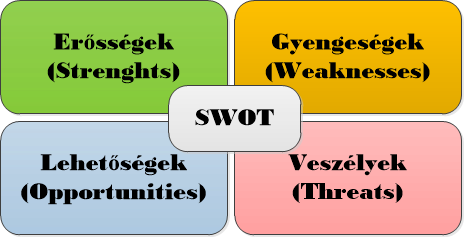 Erősségek
(Strenghts)
Gyengeségek
(Weaknesses)
SWOT
Lehetőségek
(Opportunities)
Veszélyek
(Threats)